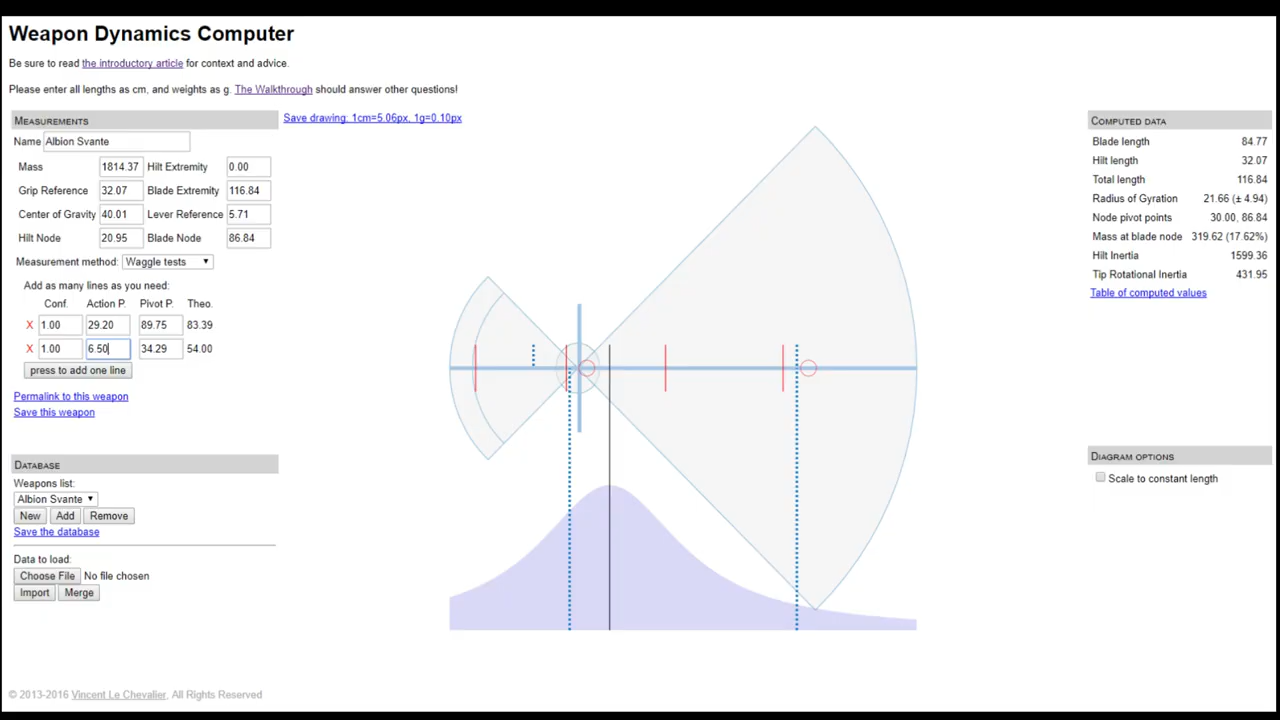 Weapon Dynamics Computer
Be sure to read the introductory article for context and advice.
Please enter all lengths as cm, and weights as g. The Walkthrough should answer other questions!
MEASUREMENTS
Name Albion Svante
Mass 1814.37 Hilt Extremity 0.00
Grip Reference 32.07 Blade Extremity 116.84
Center of Gravity 40.01 Lever Reference 5.71
Hilt Node 20.95 Blade Node 86.84
Measurement method: Waggle tests
Add as many lines as you need:
Conf. Action P. Pivot P. Theo.
X 1.00 29.20 89.75 83.39
X 1.00 6.50 34.29 54.00
press to add one line
Permalink to this weapon
Save this weapon
DATABASE
Weapons list:
Albion Svante
New Add Remove
Save the database
Data to load:
Choose File No file chosen
Import Merge
Save drawing: 1cm=5.06px, 1g=0.10px
COMPUTED DATA
Blade length 84.77
Hilt length 32.07
Total length 116.84
Radius of Gyration 21.66 (± 4.94)
Node pivot points 30.00, 86.84
Mass at blade node 319.62 (17.62%)
Hilt Inertia 1599.36
Tip Rotational Inertia 431.95
Table of computed values
DIAGRAM OPTIONS
Scale to constant length
© 2013-2016 Vincent Le Chevalier, All Rights Reserved